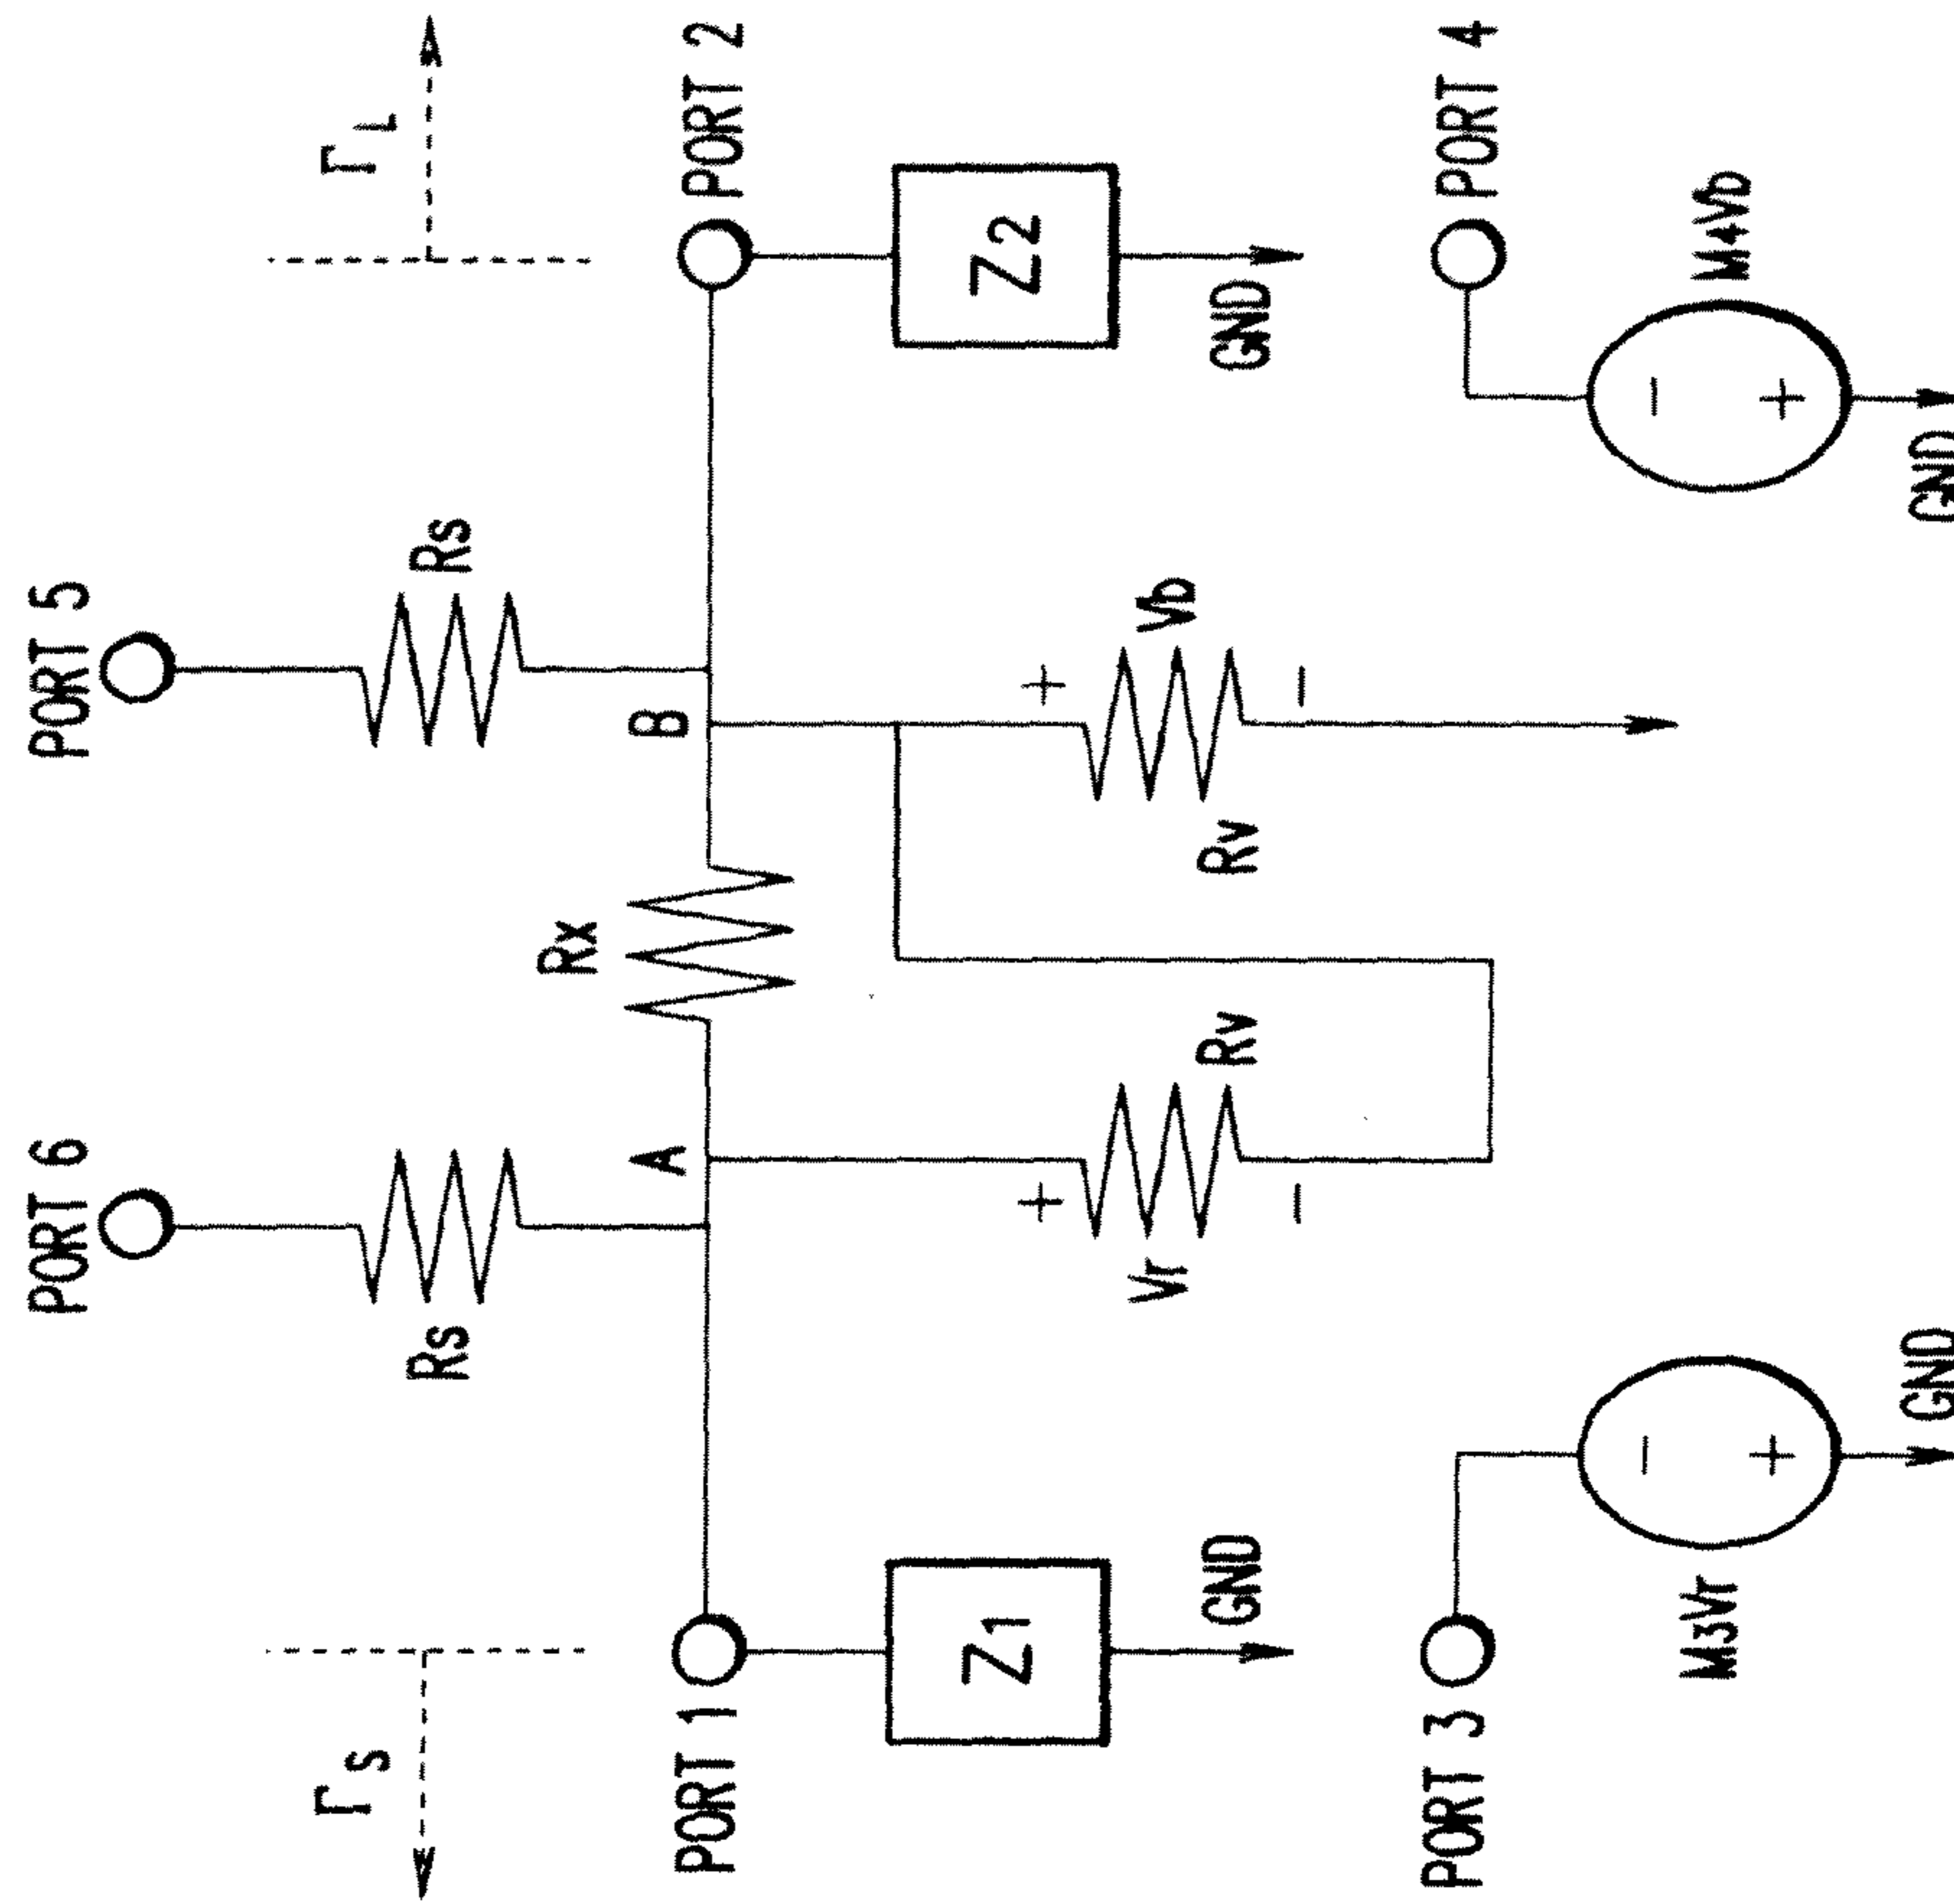 PORT 6
PORT 5
Γs
Rs
Rs
ΓL
Rx
PORT 1
A
B
PORT 2
Z1
Vr
+
-
Rv
Rv
+
-
Vb
Z2
GND
GND
PORT 3
PORT 4
M3Vr
-
+
-
+
M4Vb
GND
GND